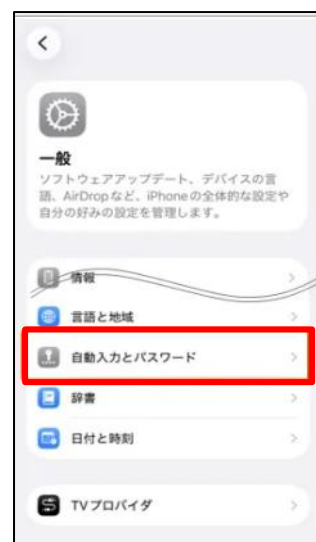 一般
ソフトウェアアップデート、デバイスの言
語、AirDropなど、iPhoneの全体的な設定や
自分の好みの設定を管理します。
情報
言語と地域
自動入力とパスワード
辞書
日付と時刻
TVプロバイダ